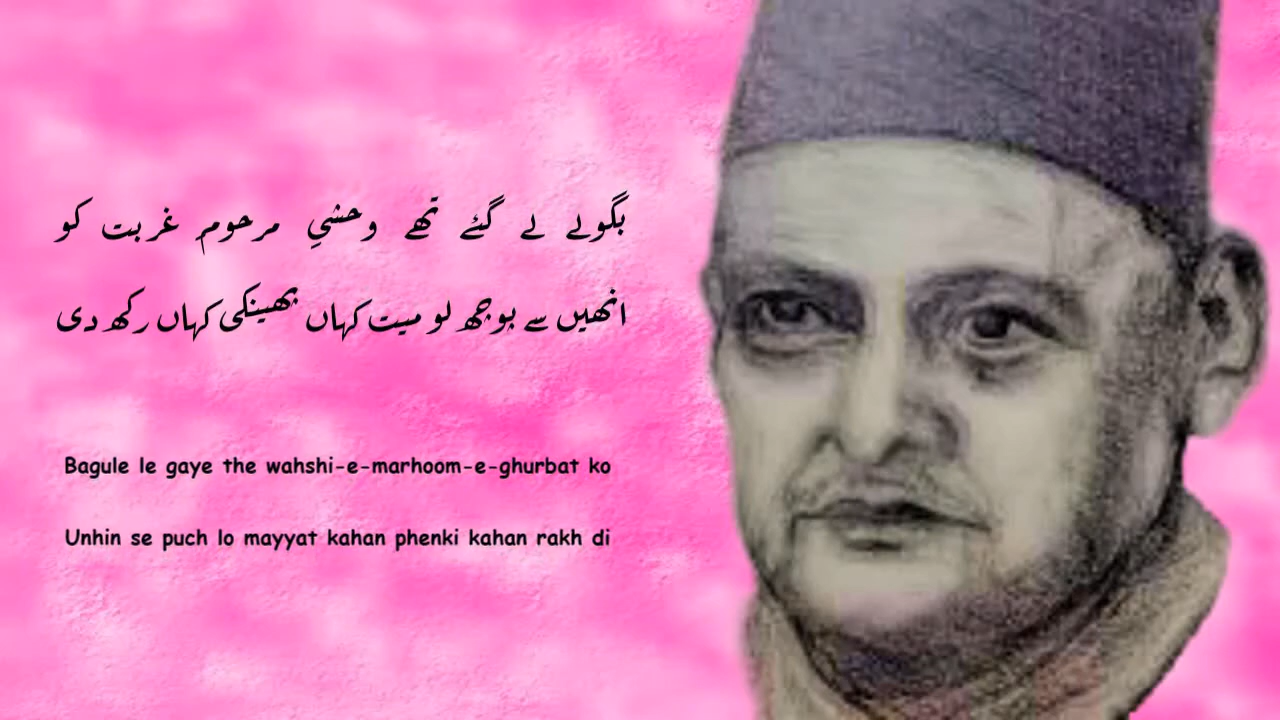 بگولے لے گئے تھے وحشیِ مرحوم غربت کو
انھیں سے پوچھ لو میت کہاں پھینکی کہاں رکھ دی
Bagule le gaye the wahshi-e-marhoom-e-ghurbat ko
Unhin se puch lo mayyat kahan phenki kahan rakh di